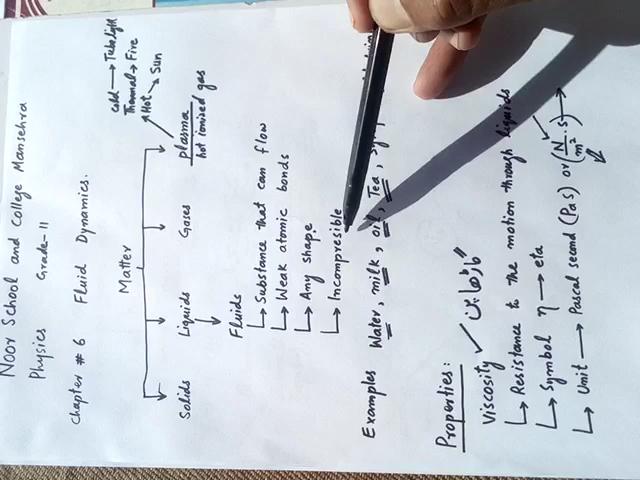 Noor School and College Mansehra
Physics Grade-11
Chapter # 6 Fluid Dynamics.
Matter
Cold → Tubelight
Thermal → Fire
Hot → Sun
Solids Liquids Gases Plasma
hot ionized gas
Fluids
Substance that can flow
Weak atomic bonds
Any shape
Incompresible
Examples Water, milk, oil, Tea,
Properties:
Viscosity ✓ "گاڑھاپن"
Resistance to the motion through liquids
Symbol η → eta
Unit → Pascal second (Pa s) or (N/m² . s)